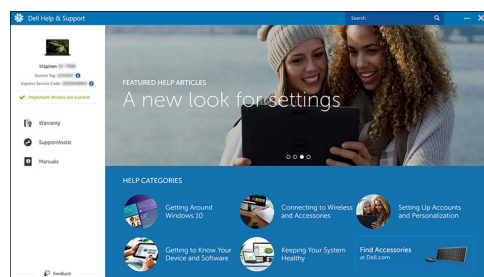 Dell Help & Support
Search
Inspiron
Service Tag
Express Service Code
Important drivers are current
Warranty
SupportAssist
Manuals
Feedback
FEATURED HELP ARTICLES
A new look for settings
HELP CATEGORIES
Getting Around
Windows 10
Connecting to Wireless
and Accessories
Setting Up Accounts
and Personalization
Getting to Know Your
Device and Software
Keeping Your System
Healthy
Find Accessories
at Dell.com